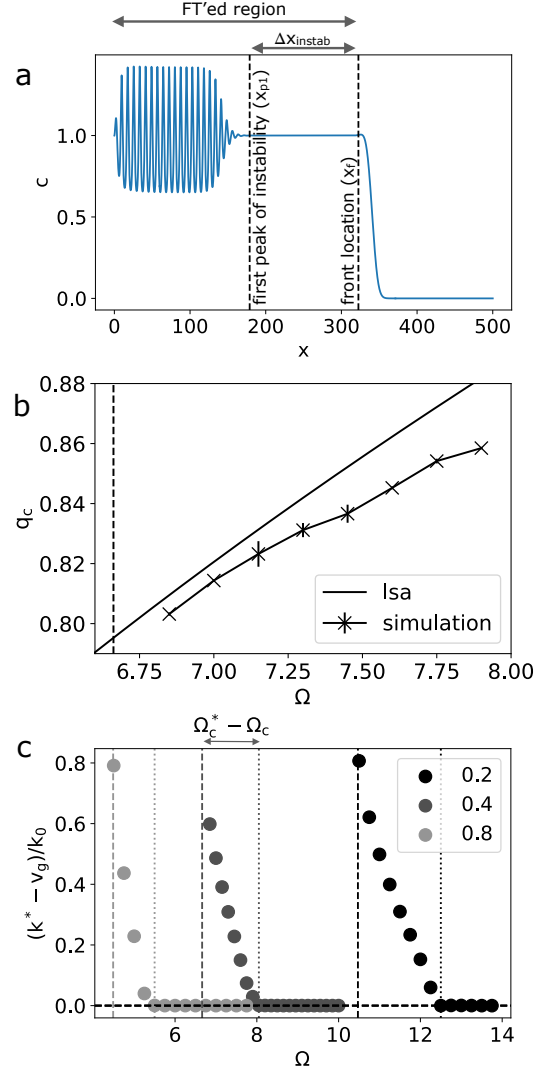 FT'ed region
Δx_instab
a
first peak of instability (x_p1)
front location (x_f)
1.0
0.5
0.0
c
0 100 200 300 400 500
x
b
0.88
0.86
0.84
0.82
0.80
q_c
lsa
simulation
6.75 7.00 7.25 7.50 7.75 8.00
Ω
c
Ω_c^* − Ω_c
0.8
0.6
0.4
0.2
0.0
(k^* − v_g)/k_0
0.2
0.4
0.8
6 8 10 12 14
Ω